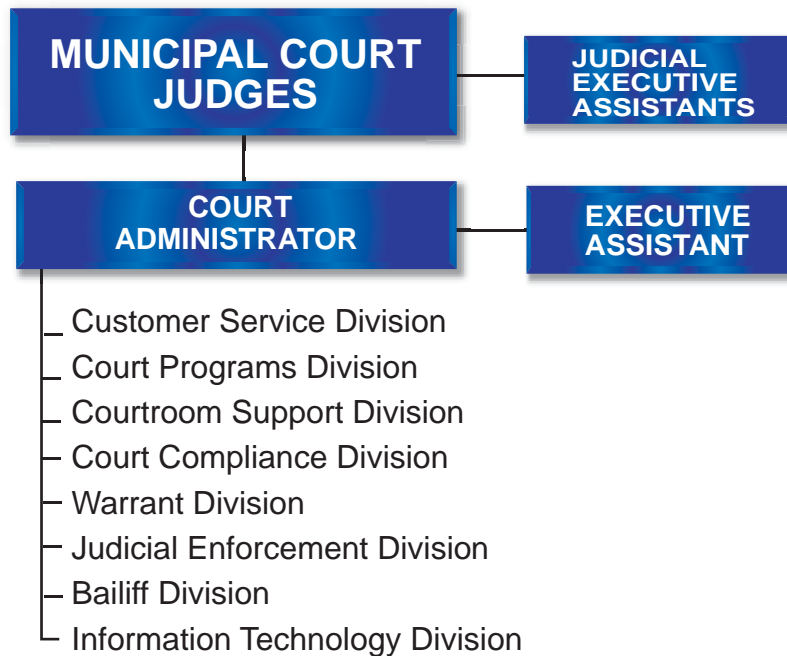 MUNICIPAL COURT
JUDGES
JUDICIAL
EXECUTIVE
ASSISTANTS
COURT
ADMINISTRATOR
EXECUTIVE
ASSISTANT
Customer Service Division
Court Programs Division
Courtroom Support Division
Court Compliance Division
Warrant Division
Judicial Enforcement Division
Bailiff Division
Information Technology Division